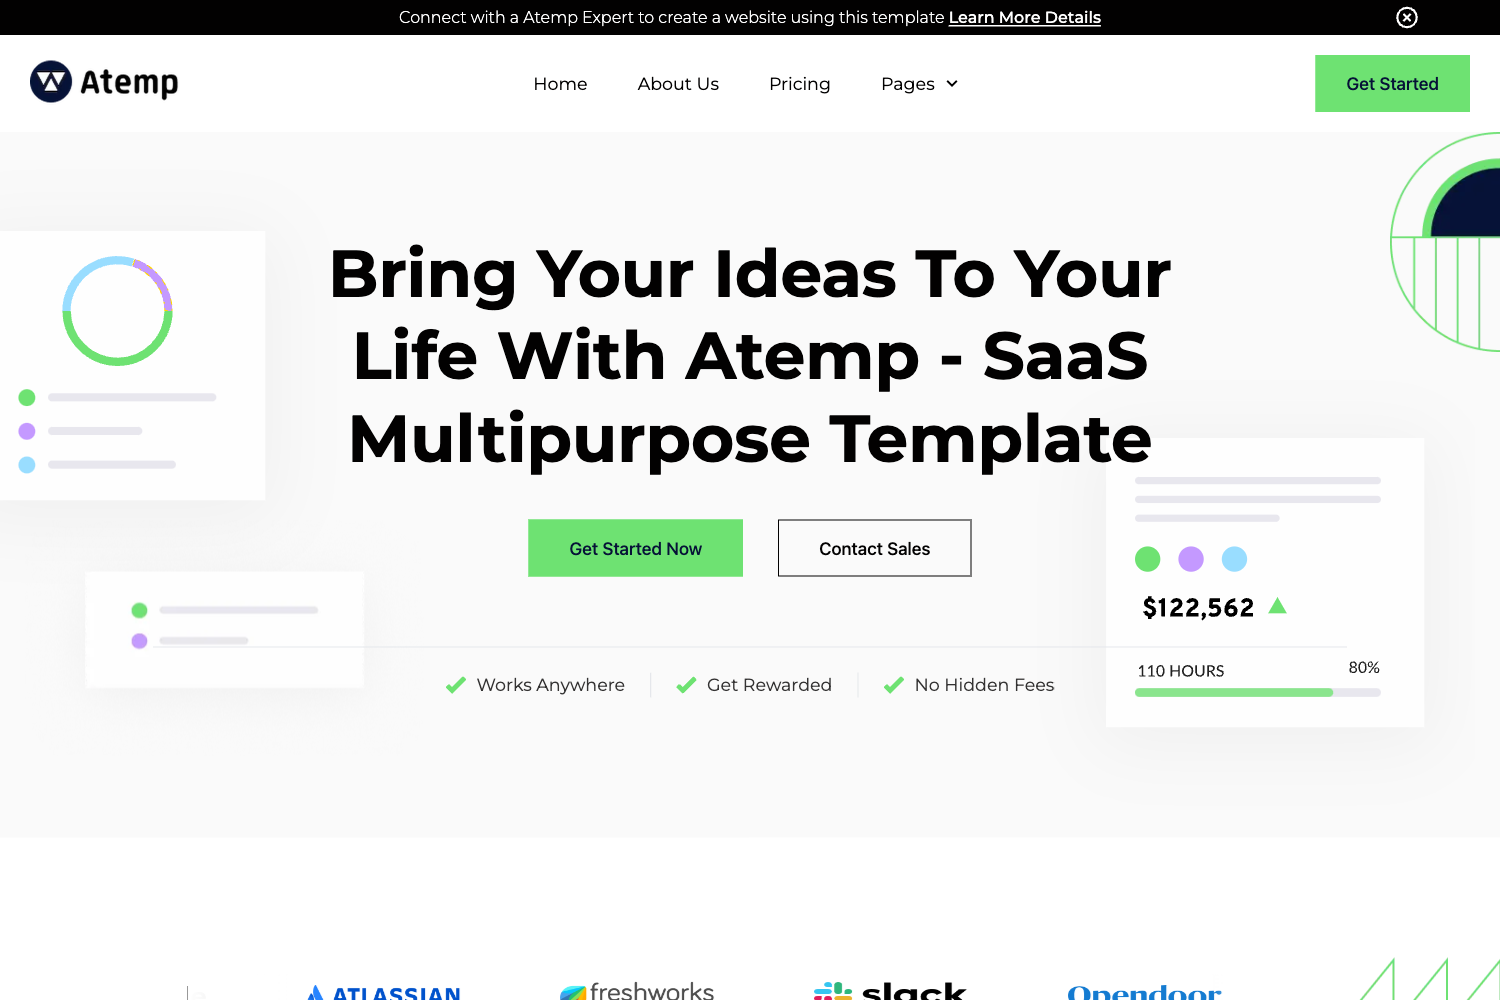 Connect with a Atemp Expert to create a website using this template Learn More Details
Atemp
Home
About Us
Pricing
Pages
Get Started
Bring Your Ideas To Your
Life With Atemp - SaaS
Multipurpose Template
Get Started Now
Contact Sales
$122,562
110 HOURS
80%
Works Anywhere
Get Rewarded
No Hidden Fees
ATLASSIAN
freshworks
slack
Opendoor